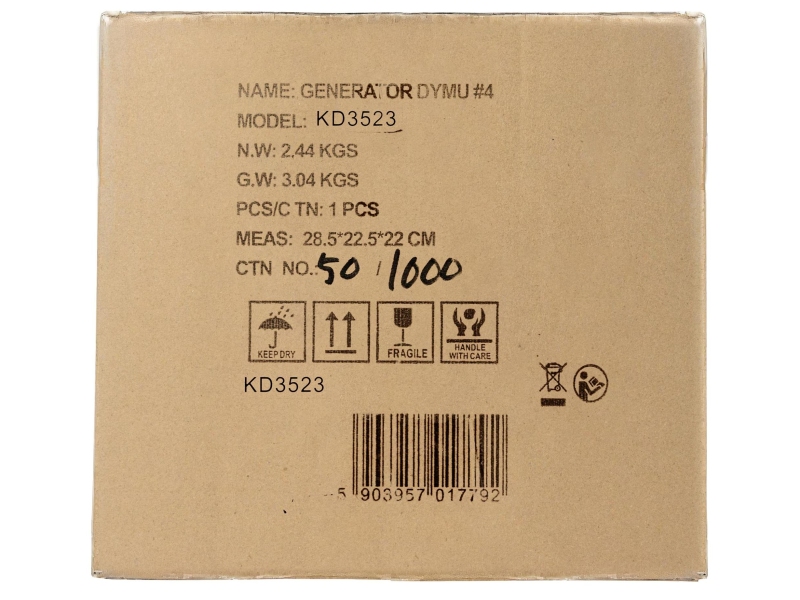 NAME: GENERATOR DYMU #4
MODEL: KD3523
N.W: 2.44 KGS
G.W: 3.04 KGS
PCS/C TN: 1 PCS
MEAS: 28.5*22.5*22 CM
CTN NO.: 50 / 1000
KEEP DRY
FRAGILE
HANDLE
WITH CARE
KD3523
5 903957 017792